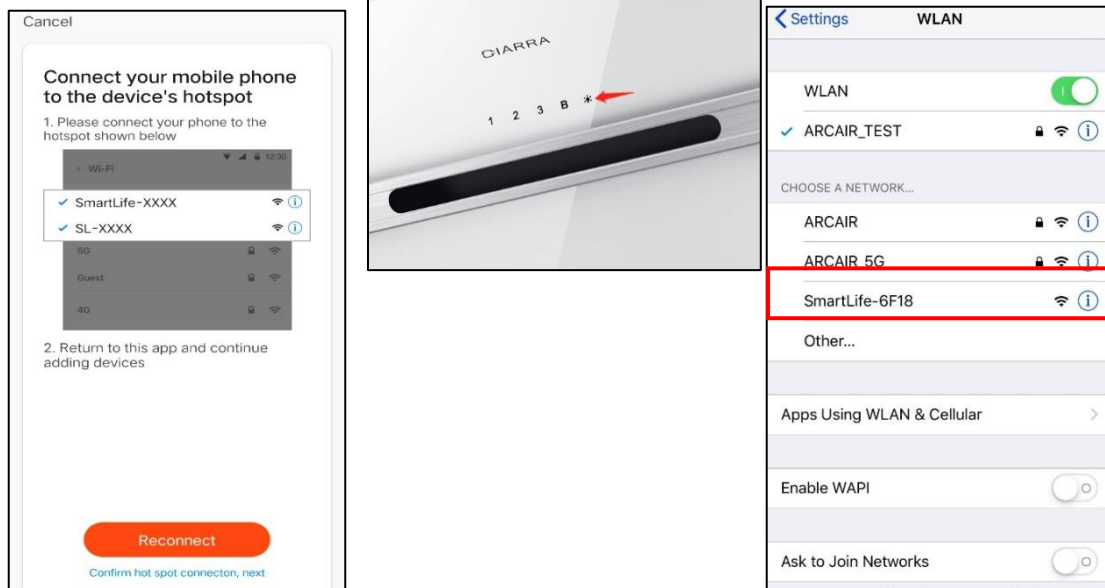 Cancel
Connect your mobile phone
to the device's hotspot
1. Please connect your phone to the
hotspot shown below
12:30
Wi-Fi
SmartLife-XXXX
SL-XXXX
5G
Guest
4G
2. Return to this app and continue
adding devices
Reconnect
Confirm hot spot connecton, next
CIARRA
1 2 3 B *
Settings WLAN
WLAN
ARCAIR_TEST
CHOOSE A NETWORK...
ARCAIR
ARCAIR_5G
SmartLife-6F18
Other...
Apps Using WLAN & Cellular
Enable WAPI
Ask to Join Networks